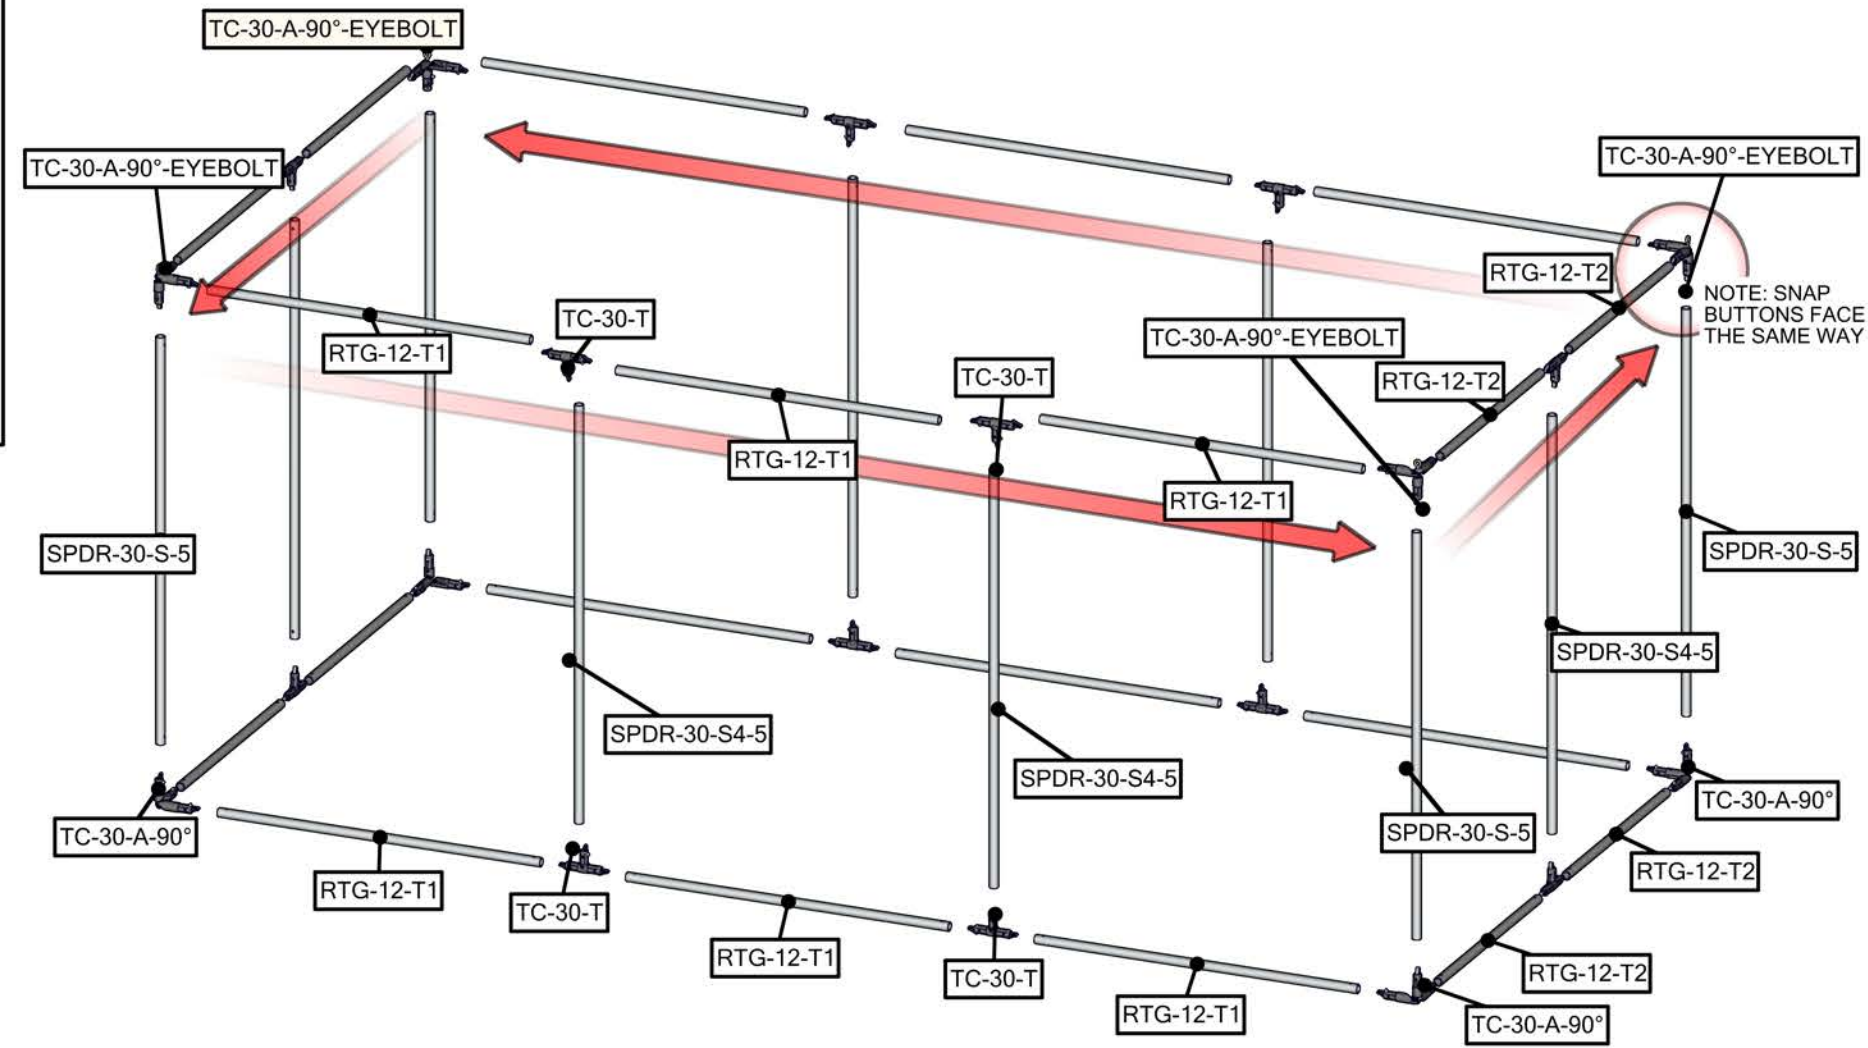 TC-30-A-90°-EYEBOLT
TC-30-A-90°-EYEBOLT
TC-30-A-90°-EYEBOLT
RTG-12-T2
NOTE: SNAP
BUTTONS FACE
THE SAME WAY
TC-30-T
TC-30-A-90°-EYEBOLT
RTG-12-T1
TC-30-T
RTG-12-T2
RTG-12-T1
RTG-12-T1
SPDR-30-S-5
SPDR-30-S-5
SPDR-30-S4-5
SPDR-30-S4-5
SPDR-30-S4-5
TC-30-A-90°
TC-30-A-90°
SPDR-30-S-5
RTG-12-T2
RTG-12-T1
TC-30-T
RTG-12-T1
TC-30-T
RTG-12-T2
RTG-12-T1
TC-30-A-90°